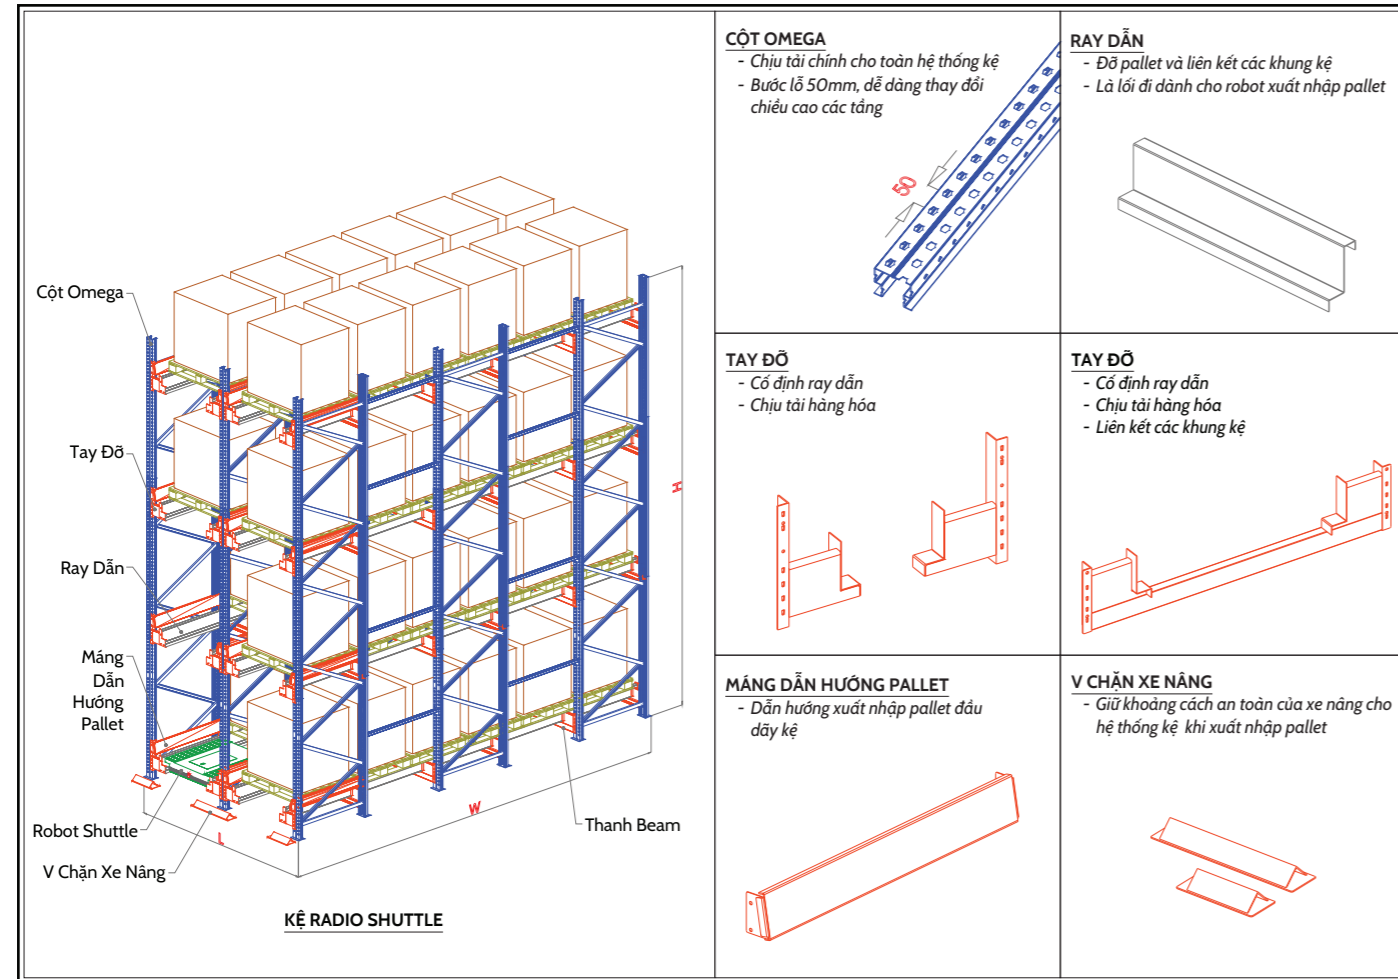 Cột Omega
Tay Đỡ
Ray Dẫn
Máng
Dẫn
Hướng
Pallet
Robot Shuttle
V Chặn Xe Nâng
Thanh Beam
H
W
L
KỆ RADIO SHUTTLE
CỘT OMEGA
- Chịu tải chính cho toàn hệ thống kệ
- Bước lỗ 50mm, dễ dàng thay đổi
chiều cao các tầng
50
RAY DẪN
- Đỡ pallet và liên kết các khung kệ
- Là lối đi dành cho robot xuất nhập pallet
TAY ĐỠ
- Cố định ray dẫn
- Chịu tải hàng hóa
TAY ĐỠ
- Cố định ray dẫn
- Chịu tải hàng hóa
- Liên kết các khung kệ
MÁNG DẪN HƯỚNG PALLET
- Dẫn hướng xuất nhập pallet đầu
dãy kệ
V CHẶN XE NÂNG
- Giữ khoảng cách an toàn của xe nâng cho
hệ thống kệ khi xuất nhập pallet